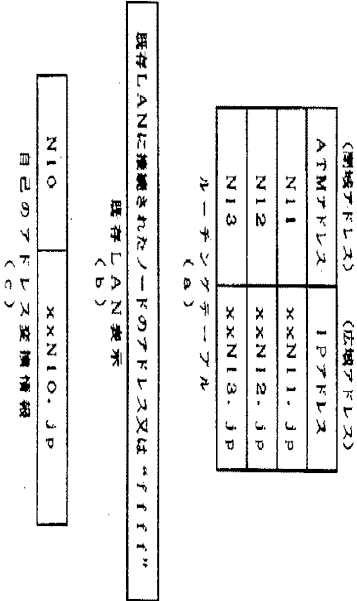 (閉域アドレス) (広域アドレス)
ATMアドレス IPアドレス
N11 xxN11.jp
N12 xxN12.jp
N13 xxN13.jp
ルーチングテーブル
(a)
既存LANに接続されたノードのアドレス又は“ffff”
既存LAN表示
(b)
N10 xxN10.jp
自己のアドレス変換情報
(c)